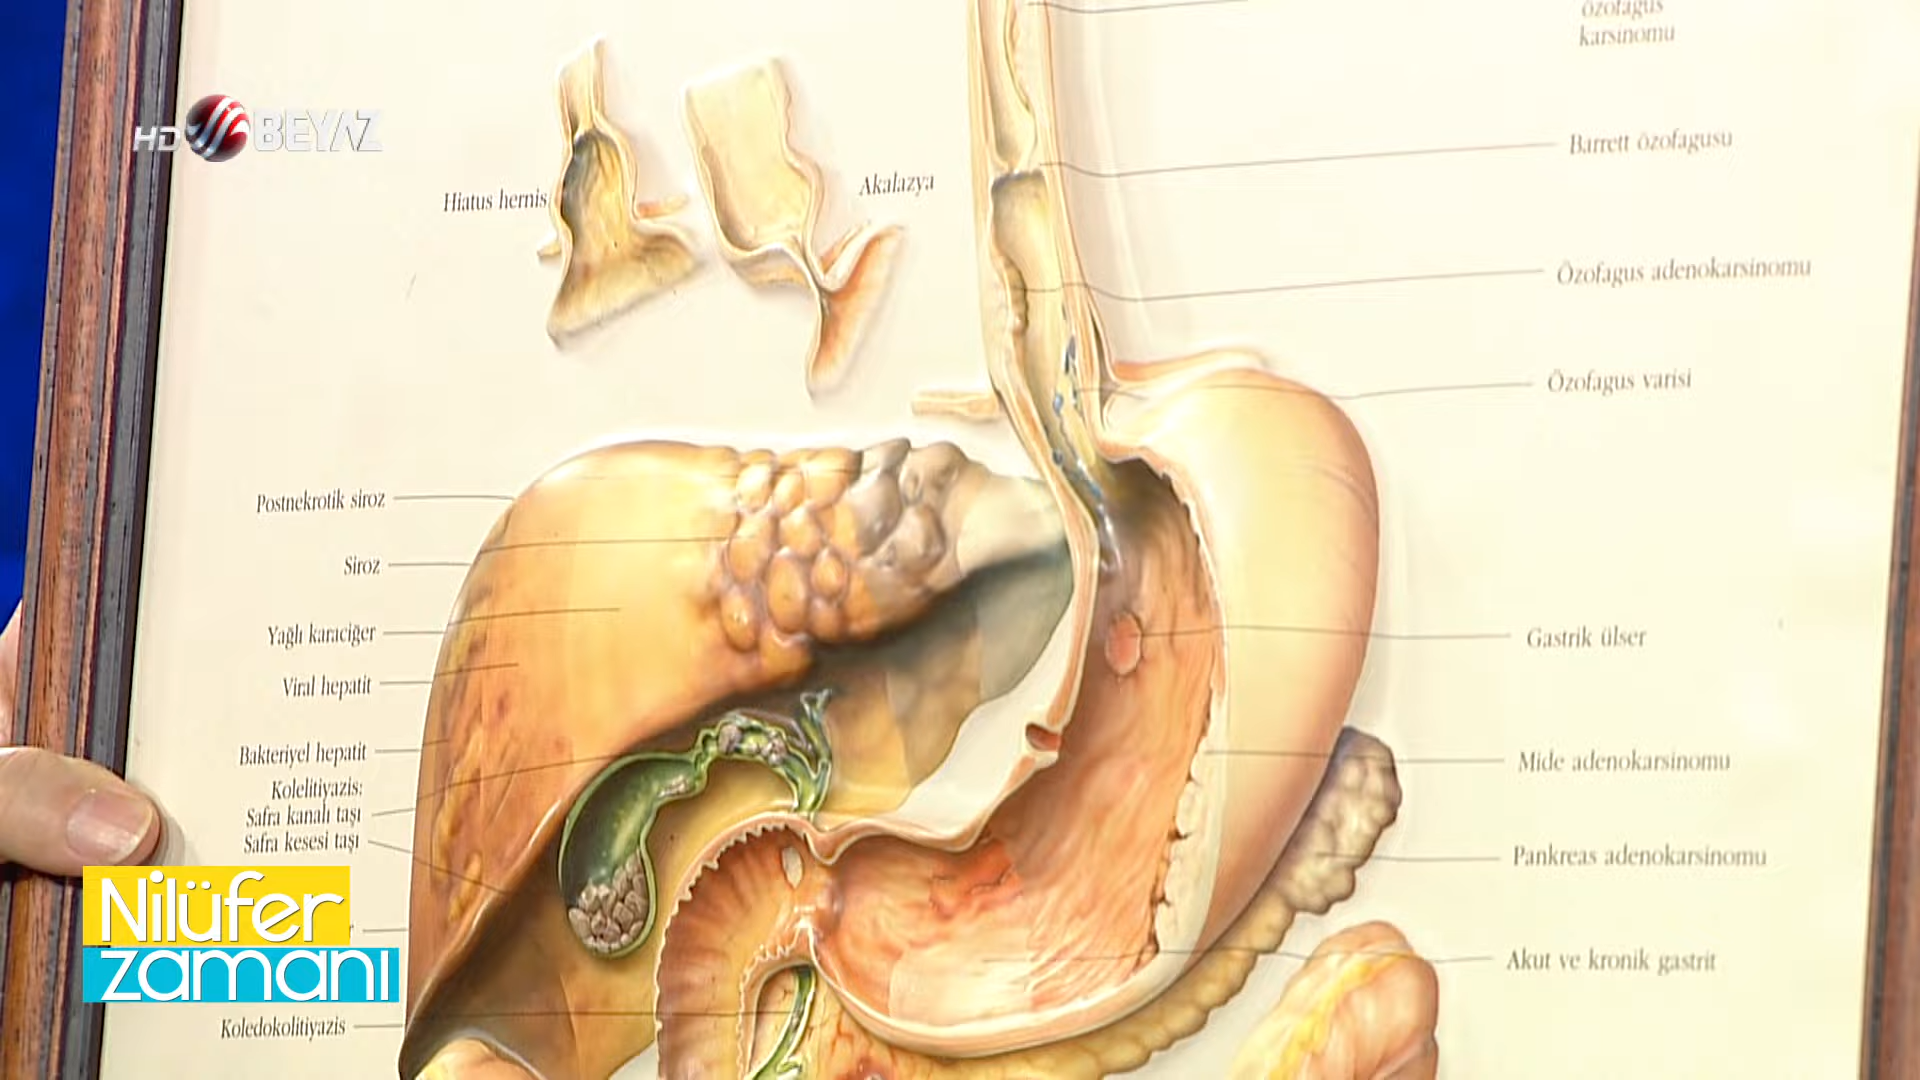 özofagus
karsinomu
HD BEYAZ
Barrett özofagusu
Hiatus hernis
Akalazya
Özofagus adenokarsinomu
Özofagus varisi
Postnekrotik siroz
Siroz
Yağlı karaciğer
Gastrik ülser
Viral hepatit
Bakteriyel hepatit
Mide adenokarsinomu
Kolelitiyazis:
Safra kanalı taşı
Safra kesesi taşı
Pankreas adenokarsinomu
Nilüfer
zamanı
Akut ve kronik gastrit
Koledokolitiyazis